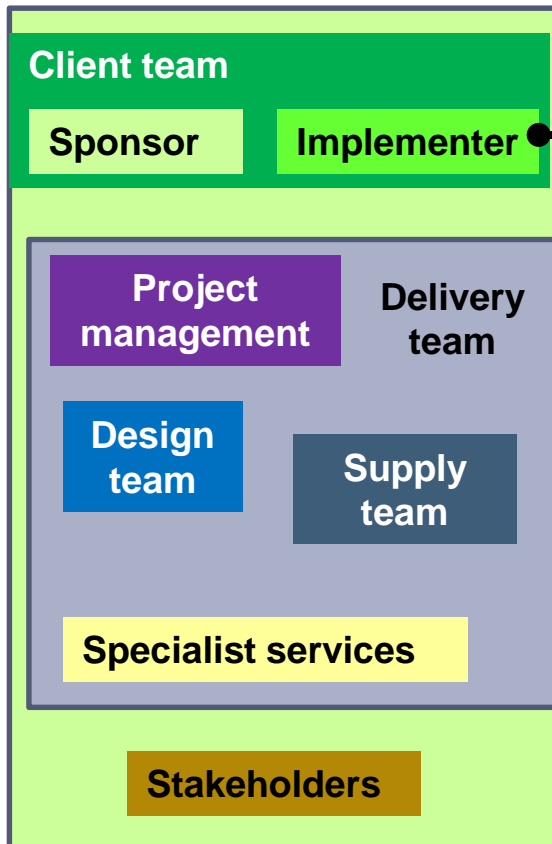 Client team
Sponsor
Implementer
Project
management
Delivery
team
Design
team
Supply
team
Specialist services
Stakeholders